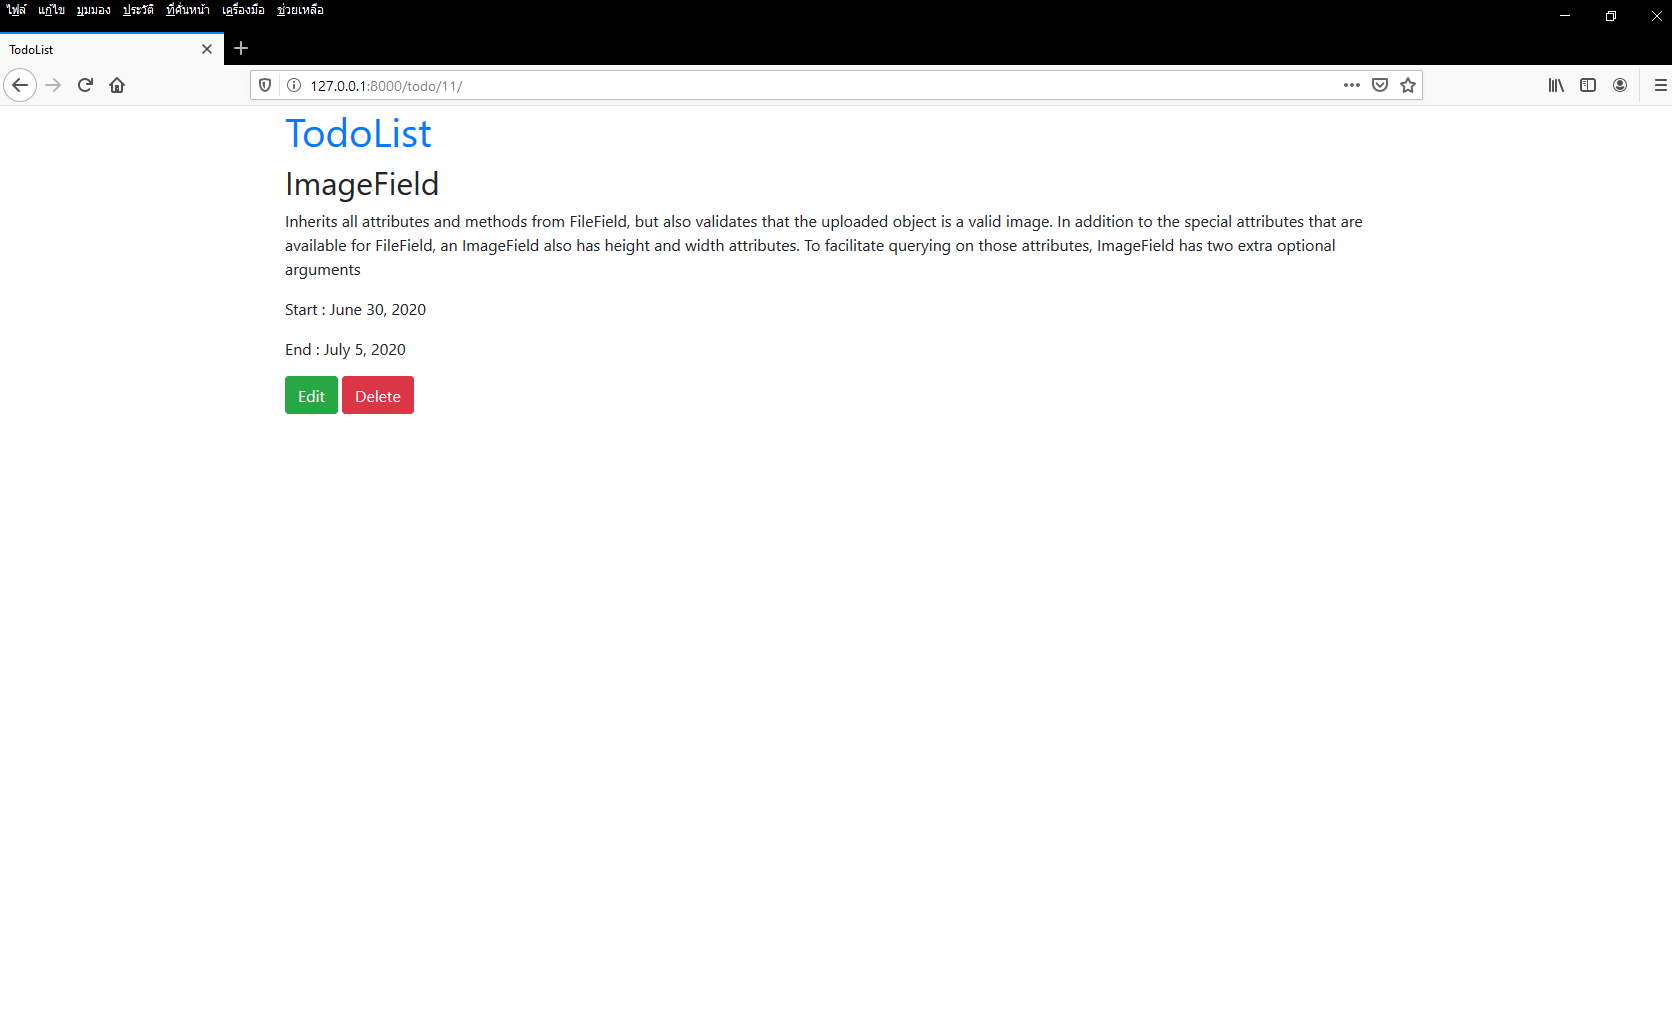 ไฟล์ แก้ไข มุมมอง ประวัติ ที่คั่นหน้า เครื่องมือ ช่วยเหลือ
TodoList
127.0.0.1:8000/todo/11/
TodoList
ImageField
Inherits all attributes and methods from FileField, but also validates that the uploaded object is a valid image. In addition to the special attributes that are
available for FileField, an ImageField also has height and width attributes. To facilitate querying on those attributes, ImageField has two extra optional
arguments
Start : June 30, 2020
End : July 5, 2020
Edit Delete